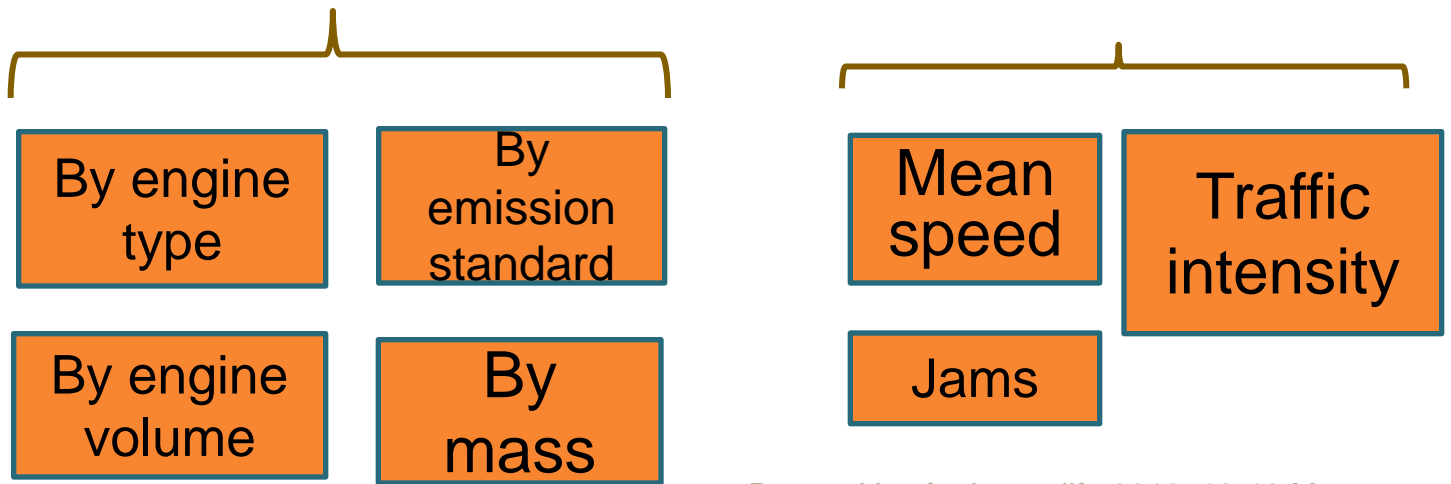 By engine
type
By
emission
standard
By engine
volume
By
mass
Mean
speed
Traffic
intensity
Jams